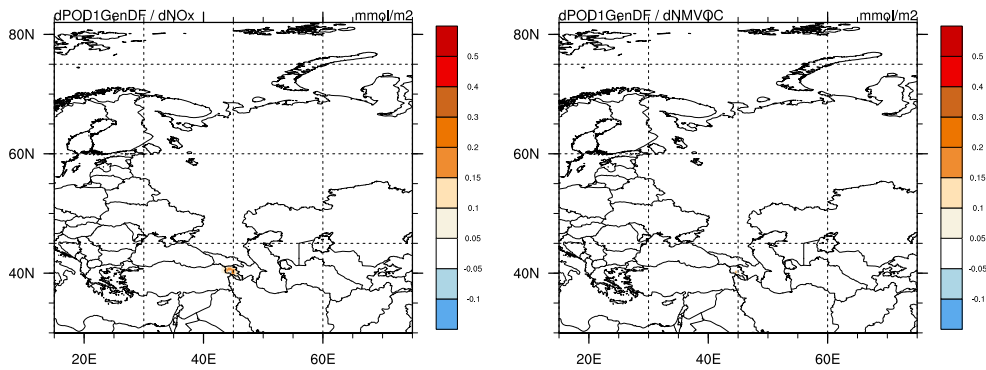 dPOD1GenDF / dNOx mmol/m2
80N
60N
40N
20E 40E 60E
0.5
0.4
0.3
0.2
0.15
0.1
0.05
-0.05
-0.1
dPOD1GenDF / dNMVOC mmol/m2
80N
60N
40N
20E 40E 60E
0.5
0.4
0.3
0.2
0.15
0.1
0.05
-0.05
-0.1